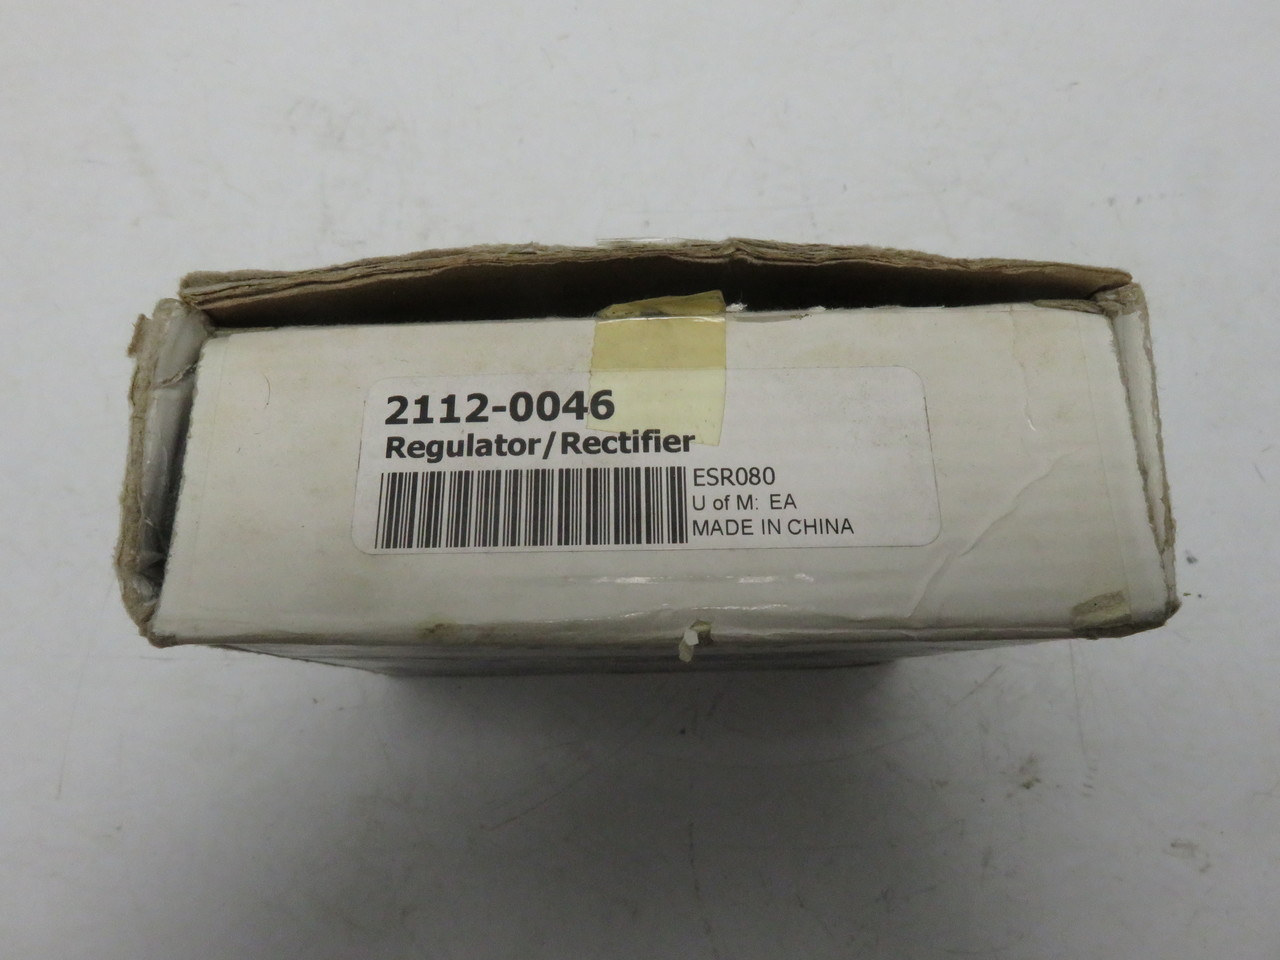 2112-0046
Regulator/Rectifier
ESR080
U of M: EA
MADE IN CHINA